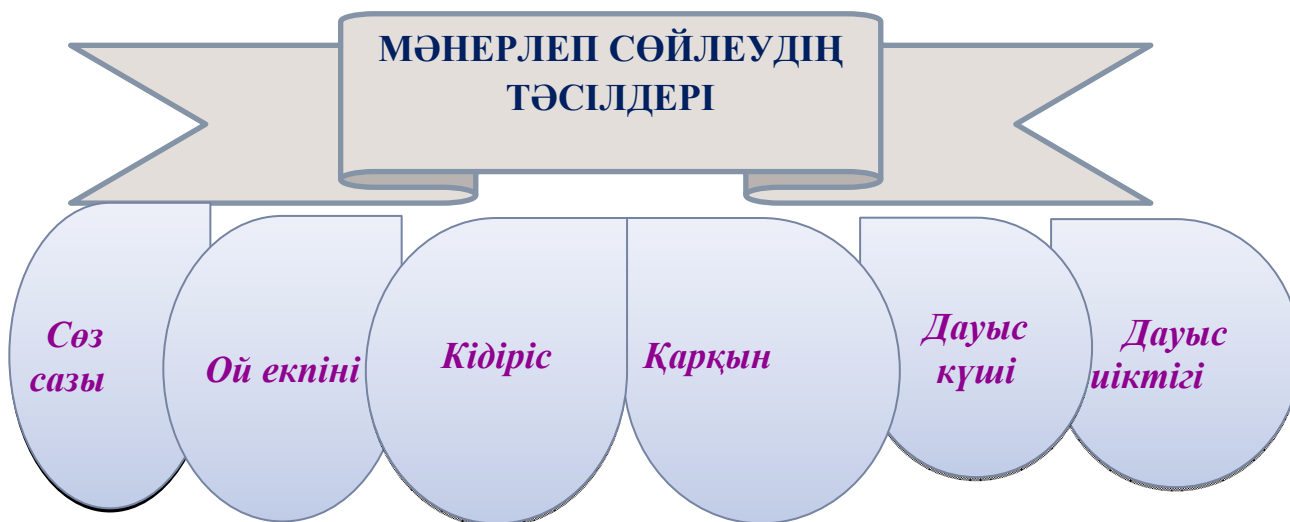 МӘНЕРЛЕП СӨЙЛЕУДІҢ
ТӘСІЛДЕРІ
Сөз
сазы
Ой екпіні
Кідіріс
Қарқын
Дауыс
күші
Дауыс
иіктігі